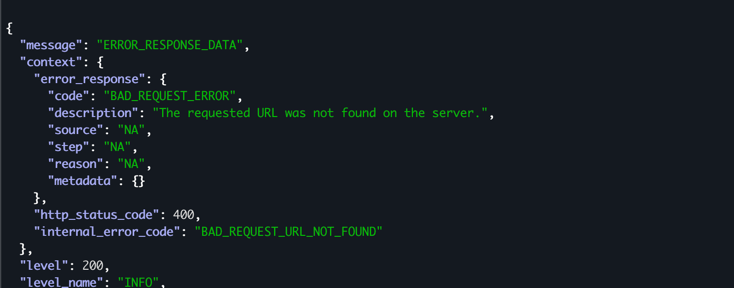 {
  "message": "ERROR_RESPONSE_DATA",
  "context": {
    "error_response": {
      "code": "BAD_REQUEST_ERROR",
      "description": "The requested URL was not found on the server.",
      "source": "NA",
      "step": "NA",
      "reason": "NA",
      "metadata": {}
    },
    "http_status_code": 400,
    "internal_error_code": "BAD_REQUEST_URL_NOT_FOUND"
  },
  "level": 200,
  "level_name": "INFO",